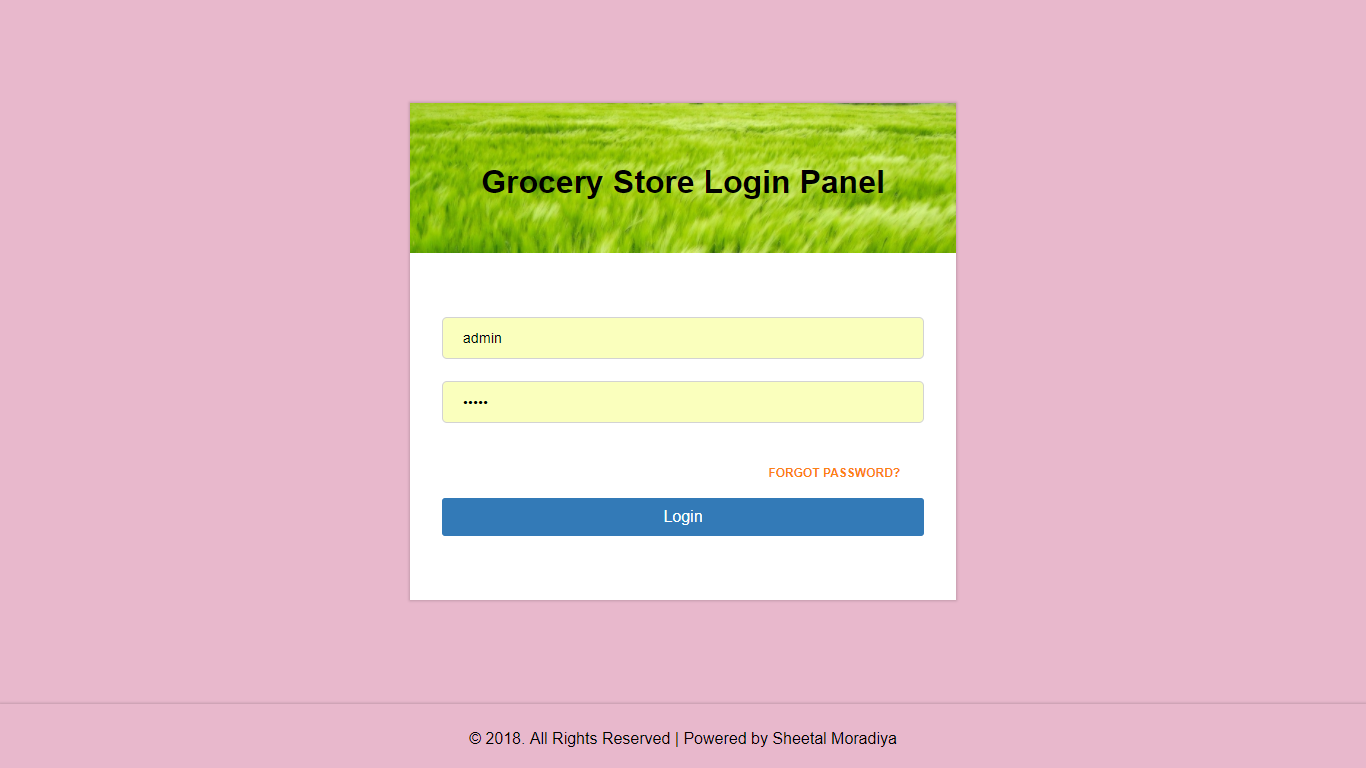 Grocery Store Login Panel
admin
•••••
FORGOT PASSWORD?
Login
© 2018. All Rights Reserved | Powered by Sheetal Moradiya